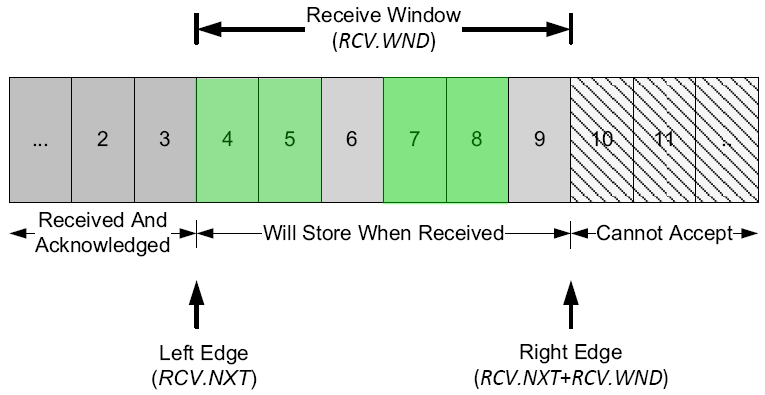 Receive Window
(RCV.WND)
... 2 3 4 5 6 7 8 9 10 11 ..
Received And
Acknowledged
Will Store When Received
Cannot Accept
Left Edge
(RCV.NXT)
Right Edge
(RCV.NXT+RCV.WND)